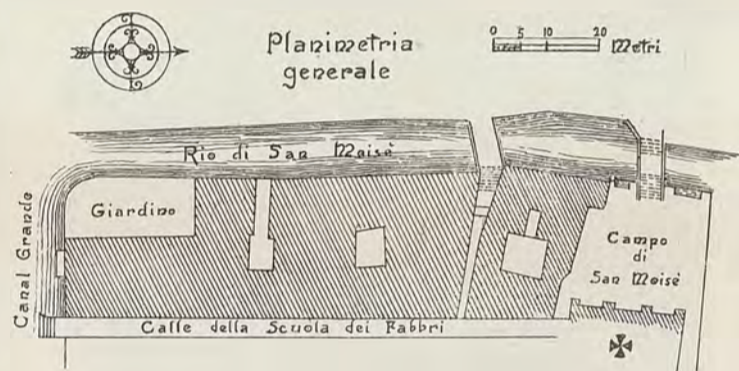 Planimetria
generale
0 5 10 20
Metri
Rio di San Moisè
Canal Grande
Giardino
Campo
di
San Moisè
Calle della Scuola dei Fabbri